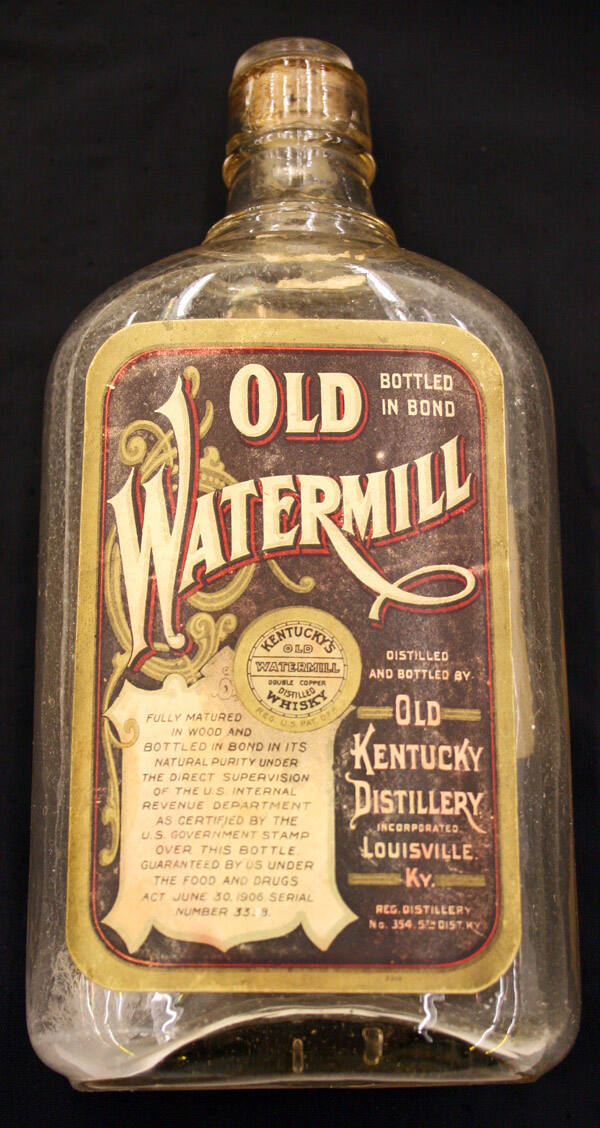 OLD
BOTTLED
IN BOND
WATERMILL
KENTUCKY'S
OLD
WATERMILL
DOUBLE COPPER
DISTILLED
WHISKY
REG. U.S. PAT. OFF.
FULLY MATURED
IN WOOD AND
BOTTLED IN BOND IN ITS
NATURAL PURITY UNDER
THE DIRECT SUPERVISION
OF THE U.S. INTERNAL
REVENUE DEPARTMENT
AS CERTIFIED BY THE
U.S. GOVERNMENT STAMP
OVER THIS BOTTLE.
GUARANTEED BY US UNDER
THE FOOD AND DRUGS
ACT JUNE 30, 1906 SERIAL
NUMBER
DISTILLED
AND BOTTLED BY
OLD
KENTUCKY
DISTILLERY
INCORPORATED.
LOUISVILLE.
KY.
REG. DISTILLERY
No. 354, 5TH DIST. KY.